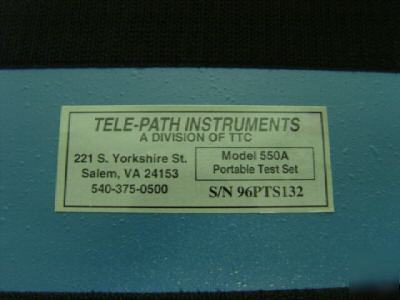 TELE-PATH INSTRUMENTS
A DIVISION OF TTC
221 S. Yorkshire St.
Salem, VA 24153
540-375-0500
Model 550A
Portable Test Set
S/N 96PTS132